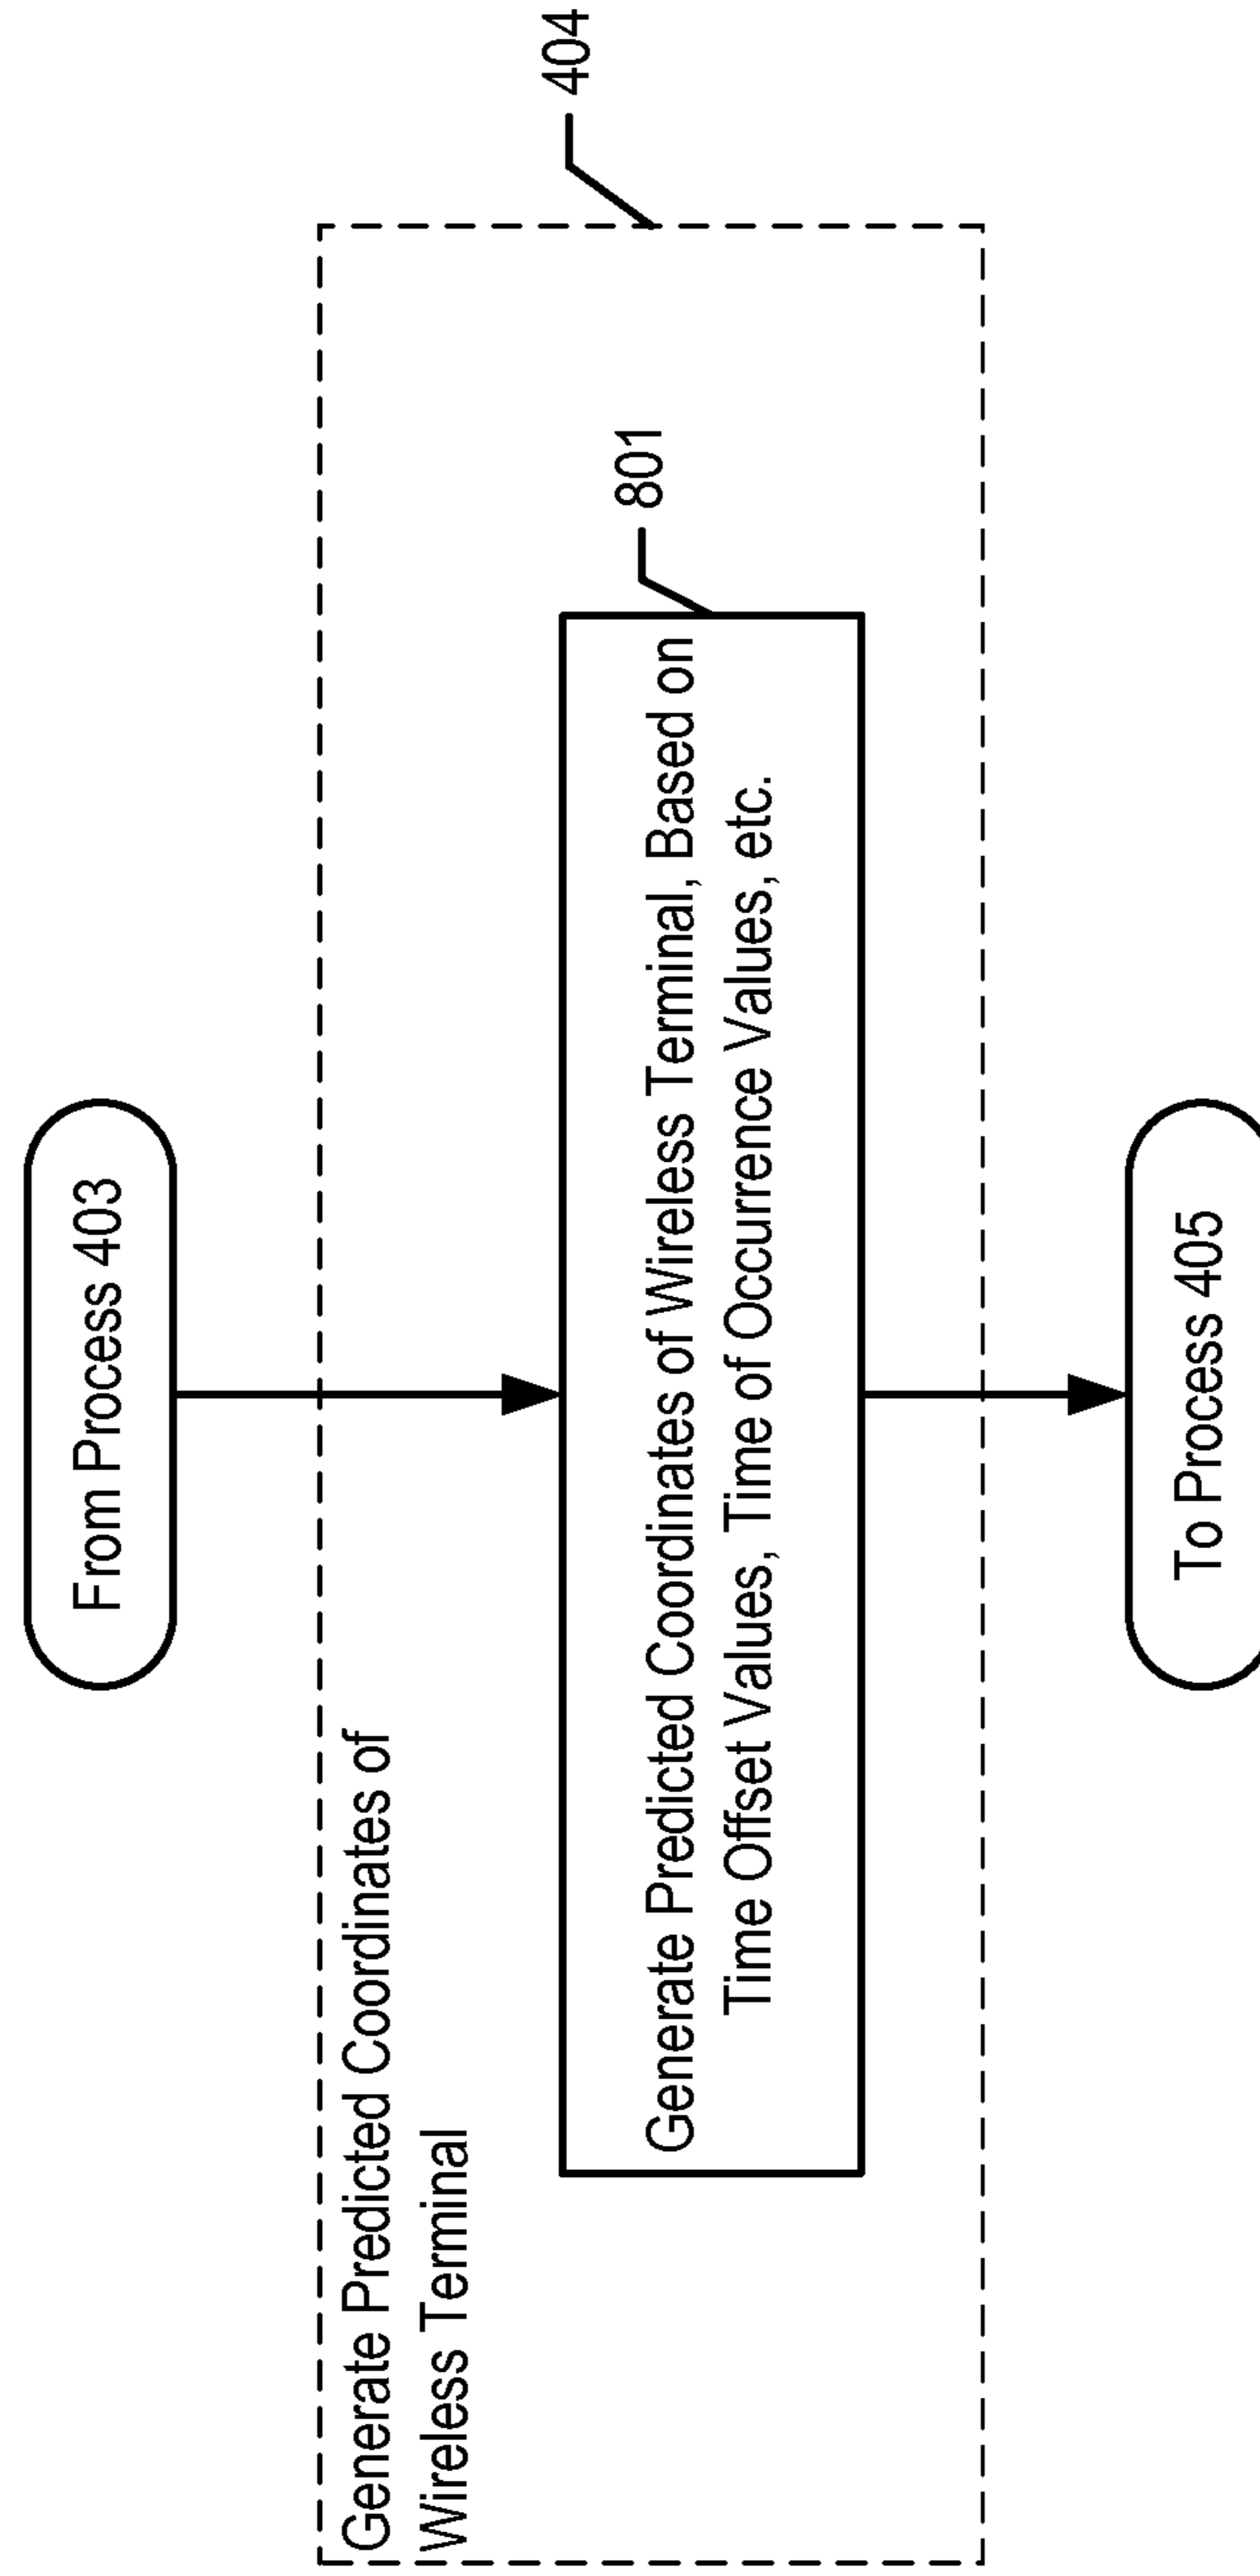 From Process 403
404
Generate Predicted Coordinates of
Wireless Terminal
801
Generate Predicted Coordinates of Wireless Terminal, Based on
Time Offset Values, Time of Occurrence Values, etc.
To Process 405